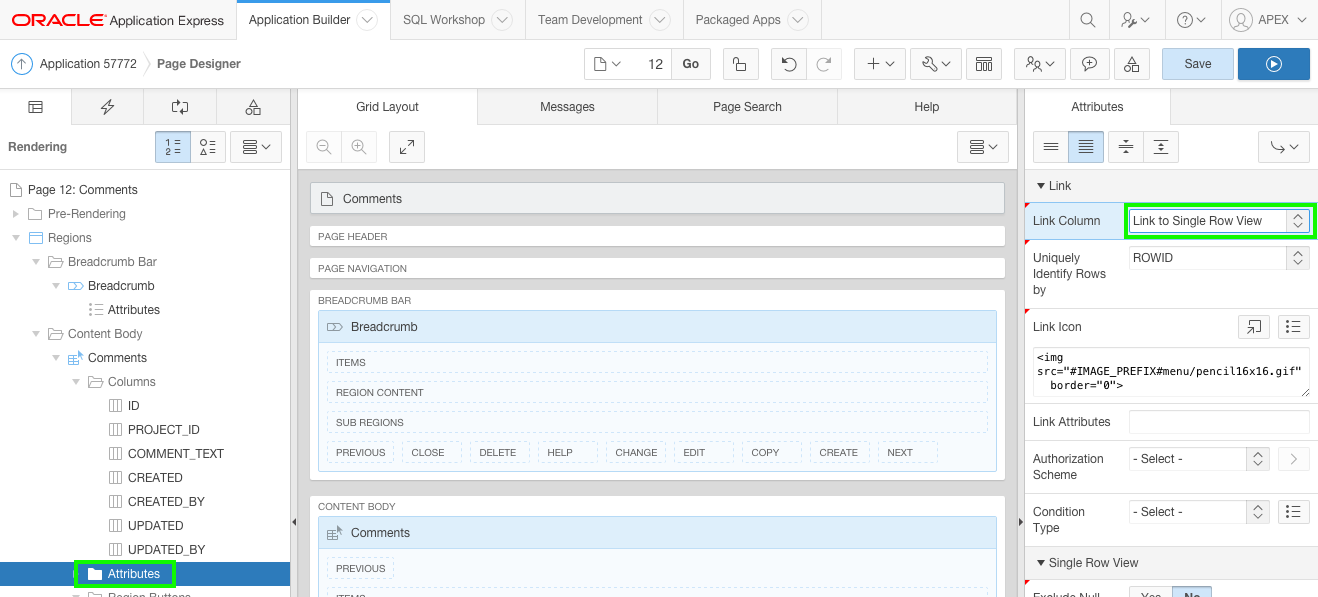 ORACLE Application Express
Application Builder
SQL Workshop
Team Development
Packaged Apps
APEX
Application 57772
Page Designer
12
Go
Save
Grid Layout
Messages
Page Search
Help
Attributes
Rendering
Page 12: Comments
Pre-Rendering
Regions
Breadcrumb Bar
Breadcrumb
Attributes
Content Body
Comments
Columns
ID
PROJECT_ID
COMMENT_TEXT
CREATED
CREATED_BY
UPDATED
UPDATED_BY
Attributes
Region Buttons
Comments
PAGE HEADER
PAGE NAVIGATION
BREADCRUMB BAR
Breadcrumb
ITEMS
REGION CONTENT
SUB REGIONS
PREVIOUS CLOSE DELETE HELP CHANGE EDIT COPY CREATE NEXT
CONTENT BODY
Comments
PREVIOUS
ITEMS
Link
Link Column
Link to Single Row View
Uniquely
Identify Rows
by
ROWID
Link Icon
<img
src="#IMAGE_PREFIX#menu/pencil16x16.gif"
border="0">
Link Attributes
Authorization
Scheme
- Select -
Condition
Type
- Select -
Single Row View
Exclude Null
Yes
No